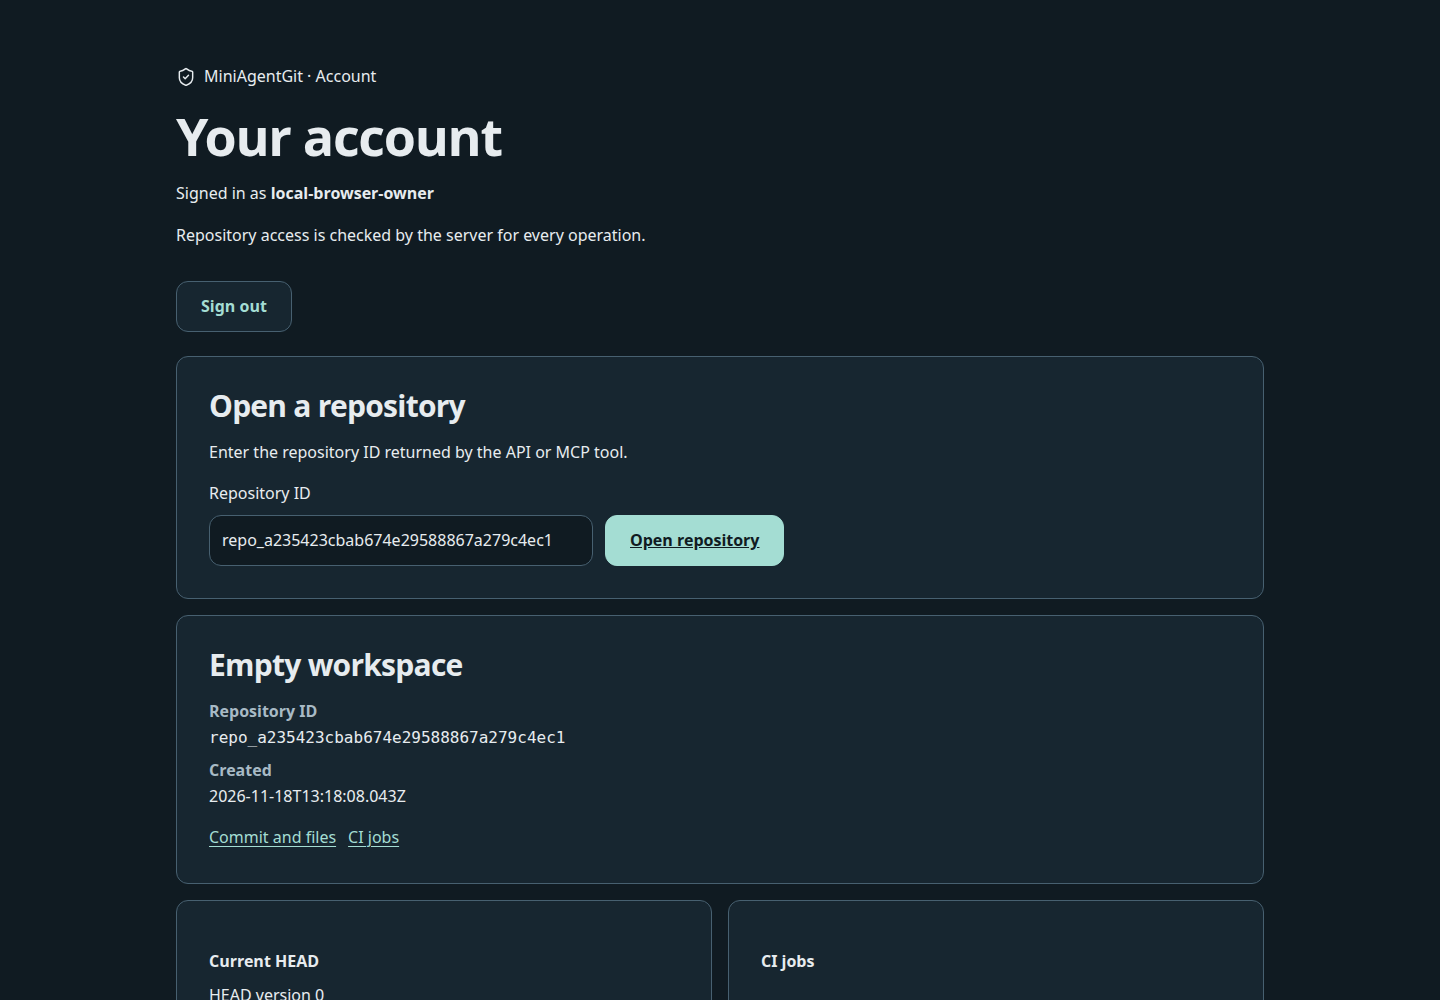 MiniAgentGit · Account
Your account
Signed in as local-browser-owner
Repository access is checked by the server for every operation.
Sign out
Open a repository
Enter the repository ID returned by the API or MCP tool.
Repository ID
repo_a235423cbab674e29588867a279c4ec1
Open repository
Empty workspace
Repository ID
repo_a235423cbab674e29588867a279c4ec1
Created
2026-11-18T13:18:08.043Z
Commit and files CI jobs
Current HEAD
HEAD version 0
CI jobs